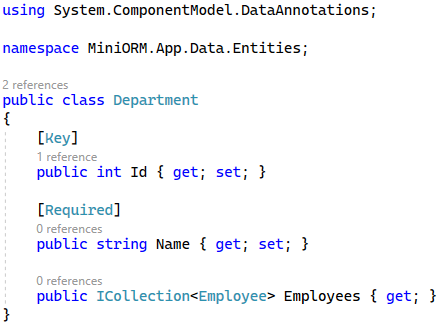 using System.ComponentModel.DataAnnotations;
namespace MiniORM.App.Data.Entities;
2 references
public class Department
{
[Key]
1 reference
public int Id { get; set; }
[Required]
0 references
public string Name { get; set; }
0 references
public ICollection<Employee> Employees { get; }
}